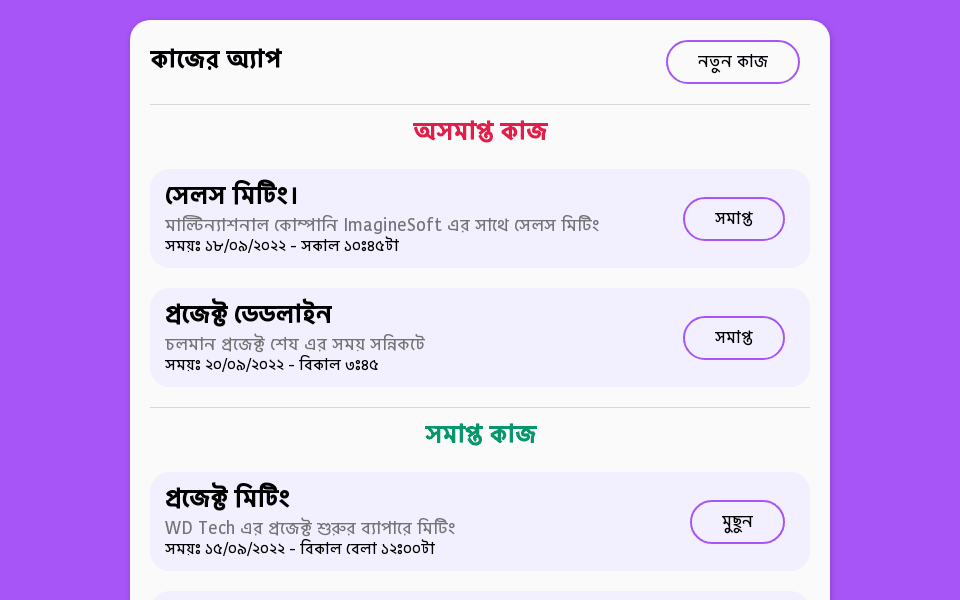 কাজের অ্যাপ
নতুন কাজ
অসমাপ্ত কাজ
সেলস মিটিং।
মাল্টিন্যাশনাল কোম্পানি ImagineSoft এর সাথে সেলস মিটিং
সময়ঃ ১৮/০৯/২০২২ - সকাল ১০ঃ৪৫টা
সমাপ্ত
প্রজেক্ট ডেডলাইন
চলমান প্রজেক্ট শেষ এর সময় সন্নিকটে
সময়ঃ ২০/০৯/২০২২ - বিকাল ৩ঃ৪৫
সমাপ্ত
সমাপ্ত কাজ
প্রজেক্ট মিটিং
WD Tech এর প্রজেক্ট শুরুর ব্যাপারে মিটিং
সময়ঃ ১৫/০৯/২০২২ - বিকাল বেলা ১২ঃ০০টা
মুছুন